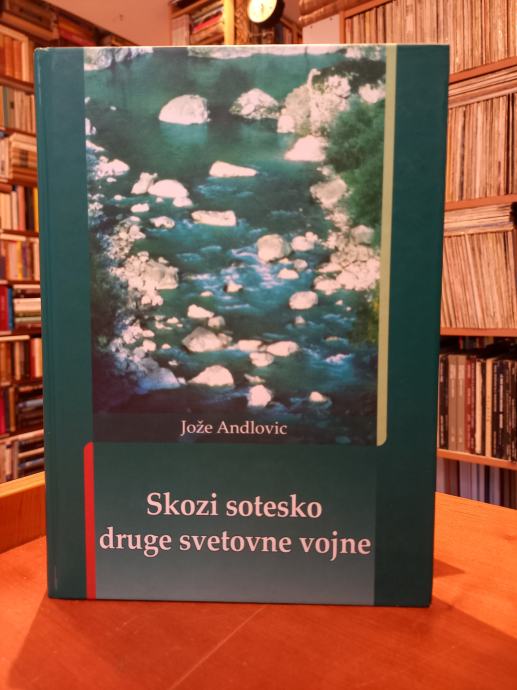 Jože Andlovic
Skozi sotesko
druge svetovne vojne